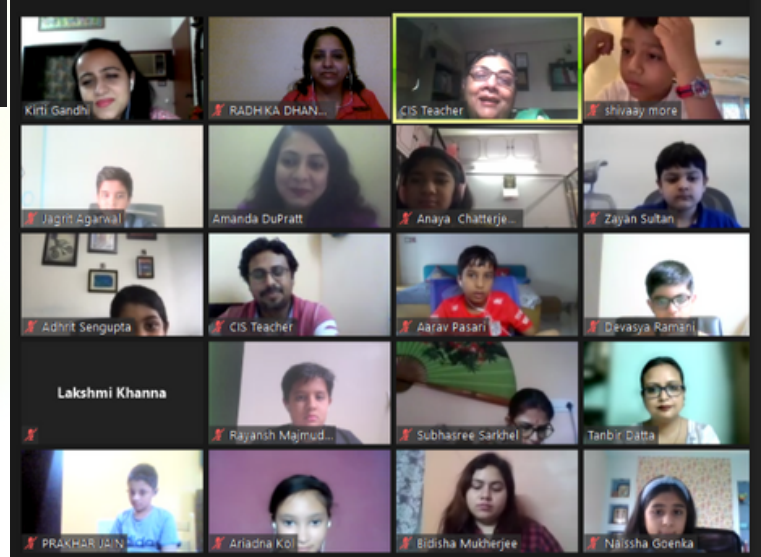 Kirti Gandhi
RADHIKA DHAN...
CIS Teacher
shivaay more
Jagrit Agarwal
Amanda DuPratt
Anaya Chatterje...
Zayan Sultan
Adhrit Sengupta
CIS Teacher
Aarav Pasari
Devasya Ramani
Lakshmi Khanna
Rayansh Majmud...
Subhasree Sarkhel
Tanbir Datta
PRAKHAR JAIN
Ariadna Kol
Bidisha Mukherjee
Naissha Goenka